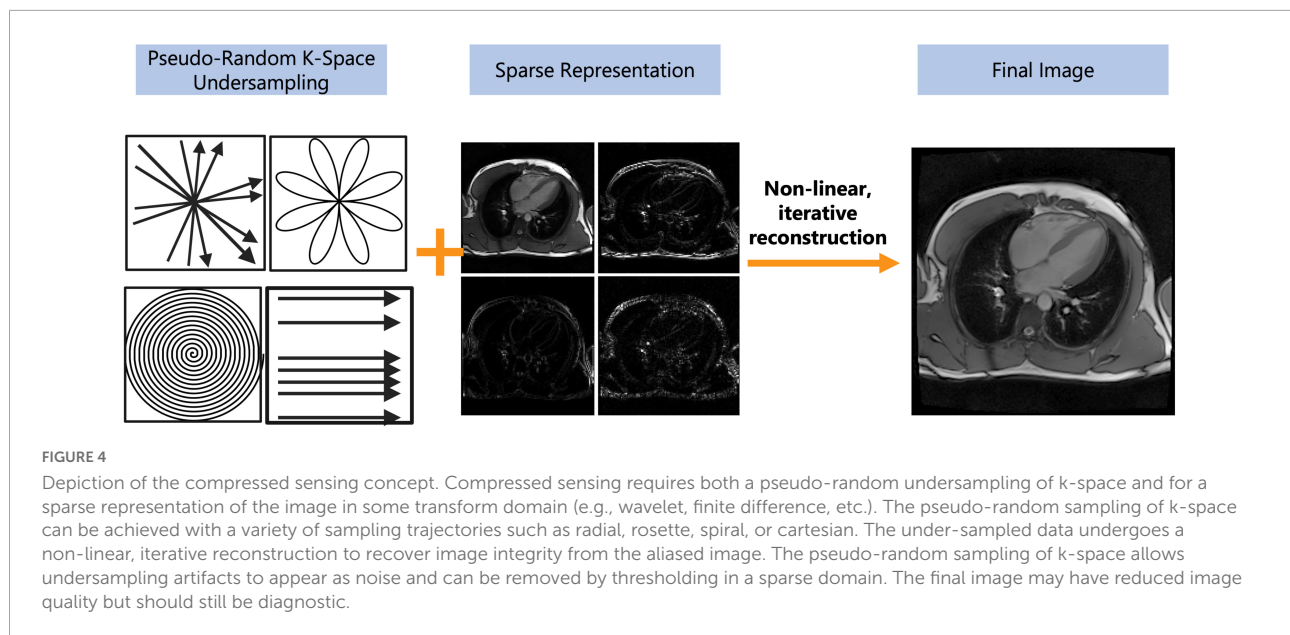 Pseudo-Random K-Space
Undersampling
Sparse Representation
Final Image
Non-linear,
iterative
reconstruction
FIGURE 4
Depiction of the compressed sensing concept. Compressed sensing requires both a pseudo-random undersampling of k-space and for a
sparse representation of the image in some transform domain (e.g., wavelet, finite difference, etc.). The pseudo-random sampling of k-space
can be achieved with a variety of sampling trajectories such as radial, rosette, spiral, or cartesian. The under-sampled data undergoes a
non-linear, iterative reconstruction to recover image integrity from the aliased image. The pseudo-random sampling of k-space allows
undersampling artifacts to appear as noise and can be removed by thresholding in a sparse domain. The final image may have reduced image
quality but should still be diagnostic.